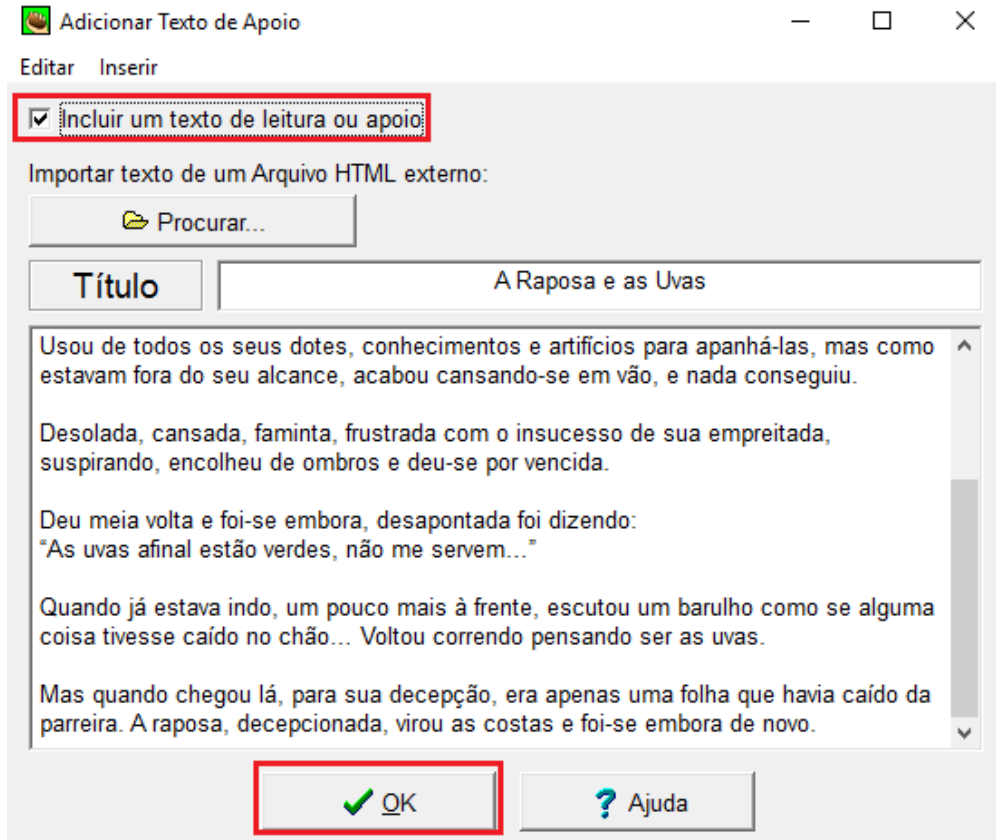 Adicionar Texto de Apoio
Editar Inserir
Incluir um texto de leitura ou apoio
Importar texto de um Arquivo HTML externo:
Procurar...
Título
A Raposa e as Uvas
Usou de todos os seus dotes, conhecimentos e artifícios para apanhá-las, mas como
estavam fora do seu alcance, acabou cansando-se em vão, e nada conseguiu.
Desolada, cansada, faminta, frustrada com o insucesso de sua empreitada,
suspirando, encolheu de ombros e deu-se por vencida.
Deu meia volta e foi-se embora, desapontada foi dizendo:
“As uvas afinal estão verdes, não me servem...”
Quando já estava indo, um pouco mais à frente, escutou um barulho como se alguma
coisa tivesse caído no chão... Voltou correndo pensando ser as uvas.
Mas quando chegou lá, para sua decepção, era apenas uma folha que havia caído da
parreira. A raposa, decepcionada, virou as costas e foi-se embora de novo.
OK
? Ajuda